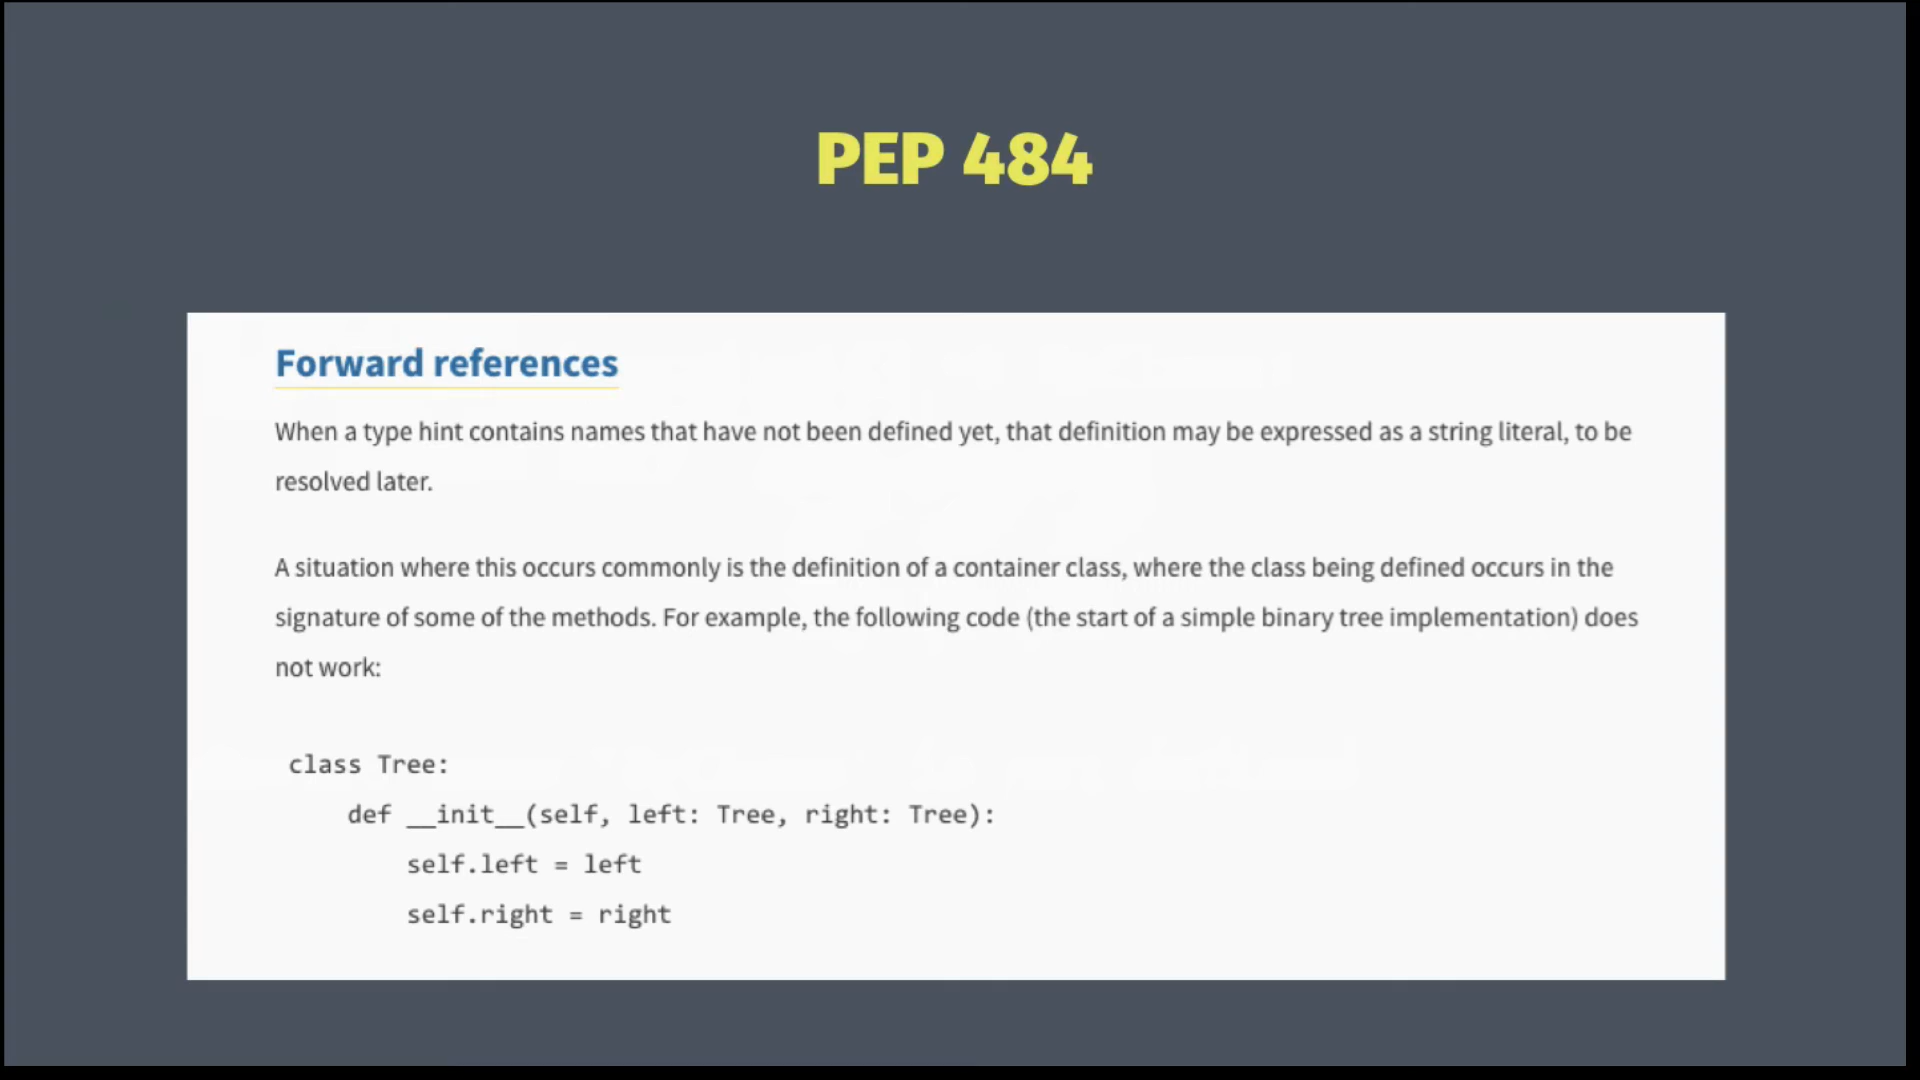 PEP 484
Forward references
When a type hint contains names that have not been defined yet, that definition may be expressed as a string literal, to be
resolved later.
A situation where this occurs commonly is the definition of a container class, where the class being defined occurs in the
signature of some of the methods. For example, the following code (the start of a simple binary tree implementation) does
not work:
class Tree:
    def __init__(self, left: Tree, right: Tree):
        self.left = left
        self.right = right